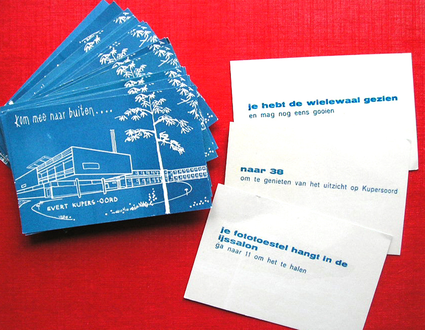 Kom mee naar buiten....
EVERT KUPERS-OORD
je hebt de wielewaal gezien
en mag nog eens gooien
naar 38
om te genieten van het uitzicht op Kupersoord
je fototoestel hangt in de
ijssalon
ga naar 11 om het te halen